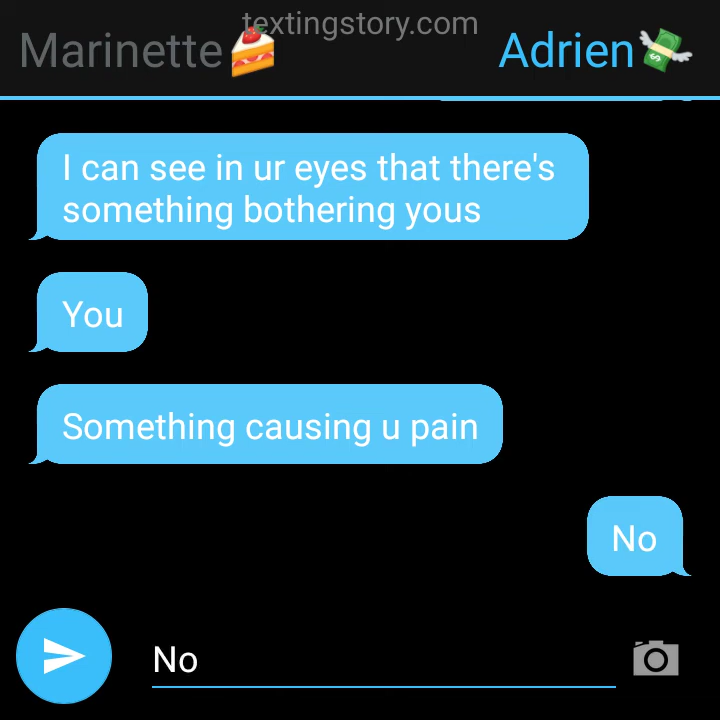 textingstory.com
Marinette🍰
Adrien💸
I can see in ur eyes that there's
something bothering yous
You
Something causing u pain
No
No